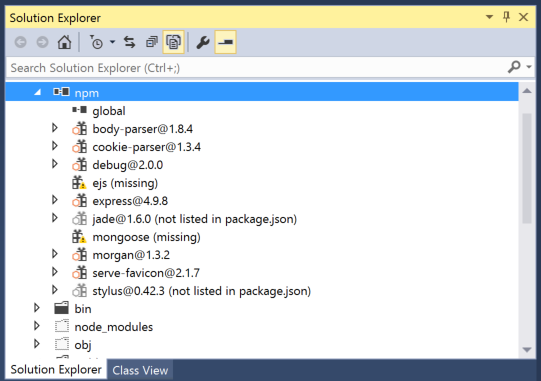 Solution Explorer
Search Solution Explorer (Ctrl+;)
npm
global
body-parser@1.8.4
cookie-parser@1.3.4
debug@2.0.0
ejs (missing)
express@4.9.8
jade@1.6.0 (not listed in package.json)
mongoose (missing)
morgan@1.3.2
serve-favicon@2.1.7
stylus@0.42.3 (not listed in package.json)
bin
node_modules
obj
Solution Explorer Class View